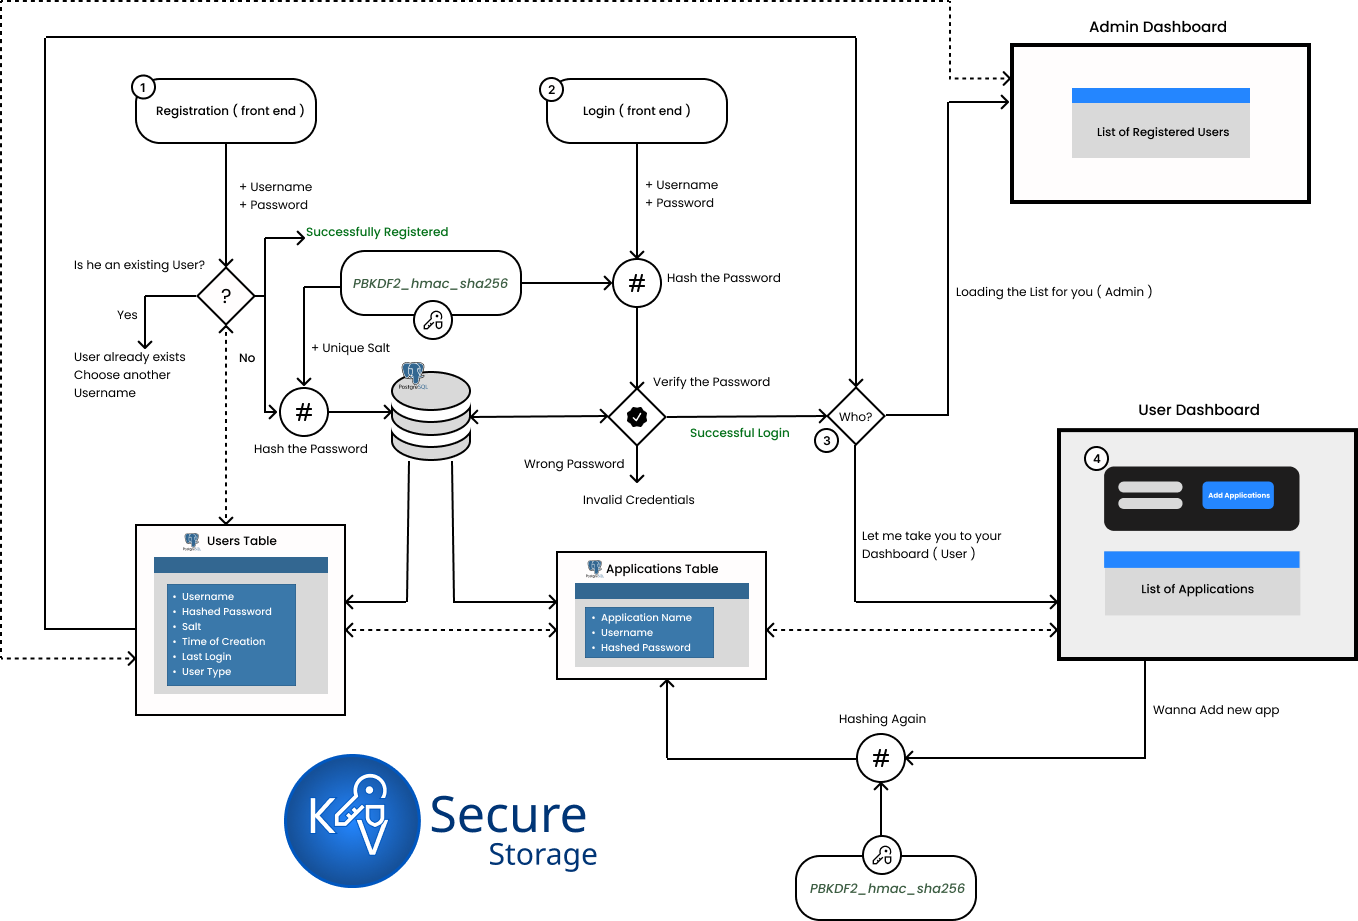 Admin Dashboard
List of Registered Users
1
Registration ( front end )
2
Login ( front end )
+ Username
+ Password
+ Username
+ Password
Successfully Registered
Is he an existing User?
?
Yes
User already exists
Choose another
Username
No
PBKDF2_hmac_sha256
+ Unique Salt
#
Hash the Password
#
Hash the Password
PostgreSQL
Verify the Password
Successful Login
Wrong Password
Invalid Credentials
Who?
3
Loading the List for you ( Admin )
Let me take you to your
Dashboard ( User )
User Dashboard
4
Add Applications
List of Applications
PostgreSQL
Users Table
• Username
• Hashed Password
• Salt
• Time of Creation
• Last Login
• User Type
PostgreSQL
Applications Table
• Application Name
• Username
• Hashed Password
Wanna Add new app
Hashing Again
#
PBKDF2_hmac_sha256
K V
Secure
Storage